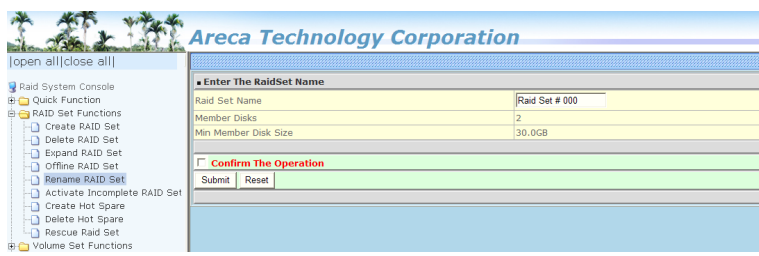 Areca Technology Corporation
|open all|close all|
Raid System Console
Quick Function
RAID Set Functions
Create RAID Set
Delete RAID Set
Expand RAID Set
Offline RAID Set
Rename RAID Set
Activate Incomplete RAID Set
Create Hot Spare
Delete Hot Spare
Rescue Raid Set
Volume Set Functions
Enter The RaidSet Name
Raid Set Name Raid Set # 000
Member Disks 2
Min Member Disk Size 30.0GB
Confirm The Operation
Submit Reset